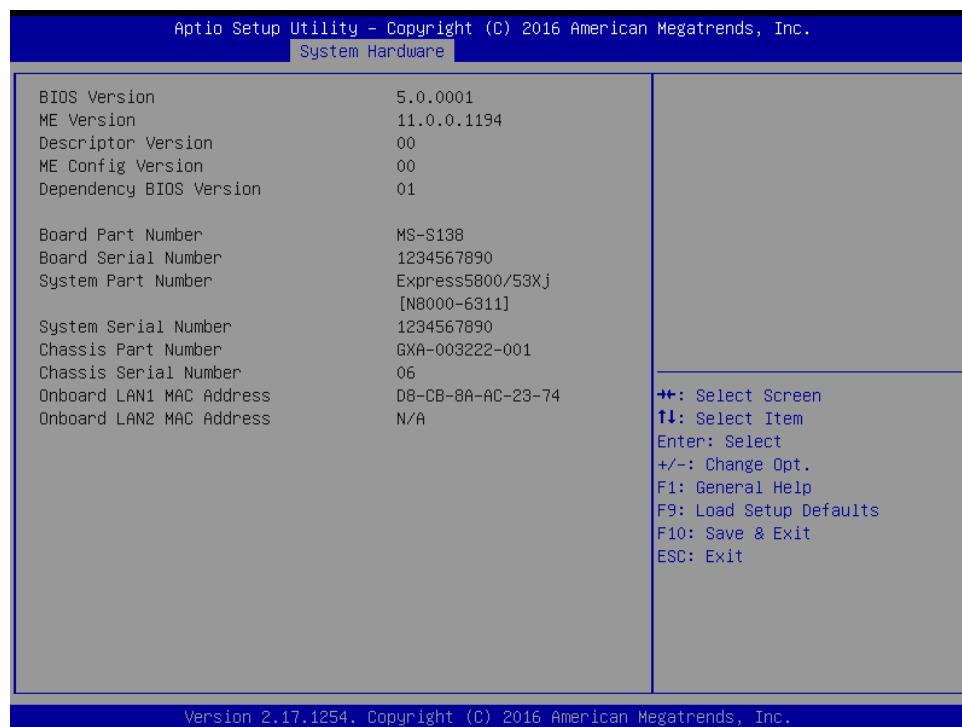 Aptio Setup Utility – Copyright (C) 2016 American Megatrends, Inc.
System Hardware
BIOS Version 5.0.0001
ME Version 11.0.0.1194
Descriptor Version 00
ME Config Version 00
Dependency BIOS Version 01
Board Part Number MS-S138
Board Serial Number 1234567890
System Part Number Express5800/53Xj
[N8000-6311]
System Serial Number 1234567890
Chassis Part Number GXA-003222-001
Chassis Serial Number 06
Onboard LAN1 MAC Address D8-CB-8A-AC-23-74
Onboard LAN2 MAC Address N/A
→←: Select Screen
↑↓: Select Item
Enter: Select
+/-: Change Opt.
F1: General Help
F9: Load Setup Defaults
F10: Save & Exit
ESC: Exit
Version 2.17.1254. Copyright (C) 2016 American Megatrends, Inc.